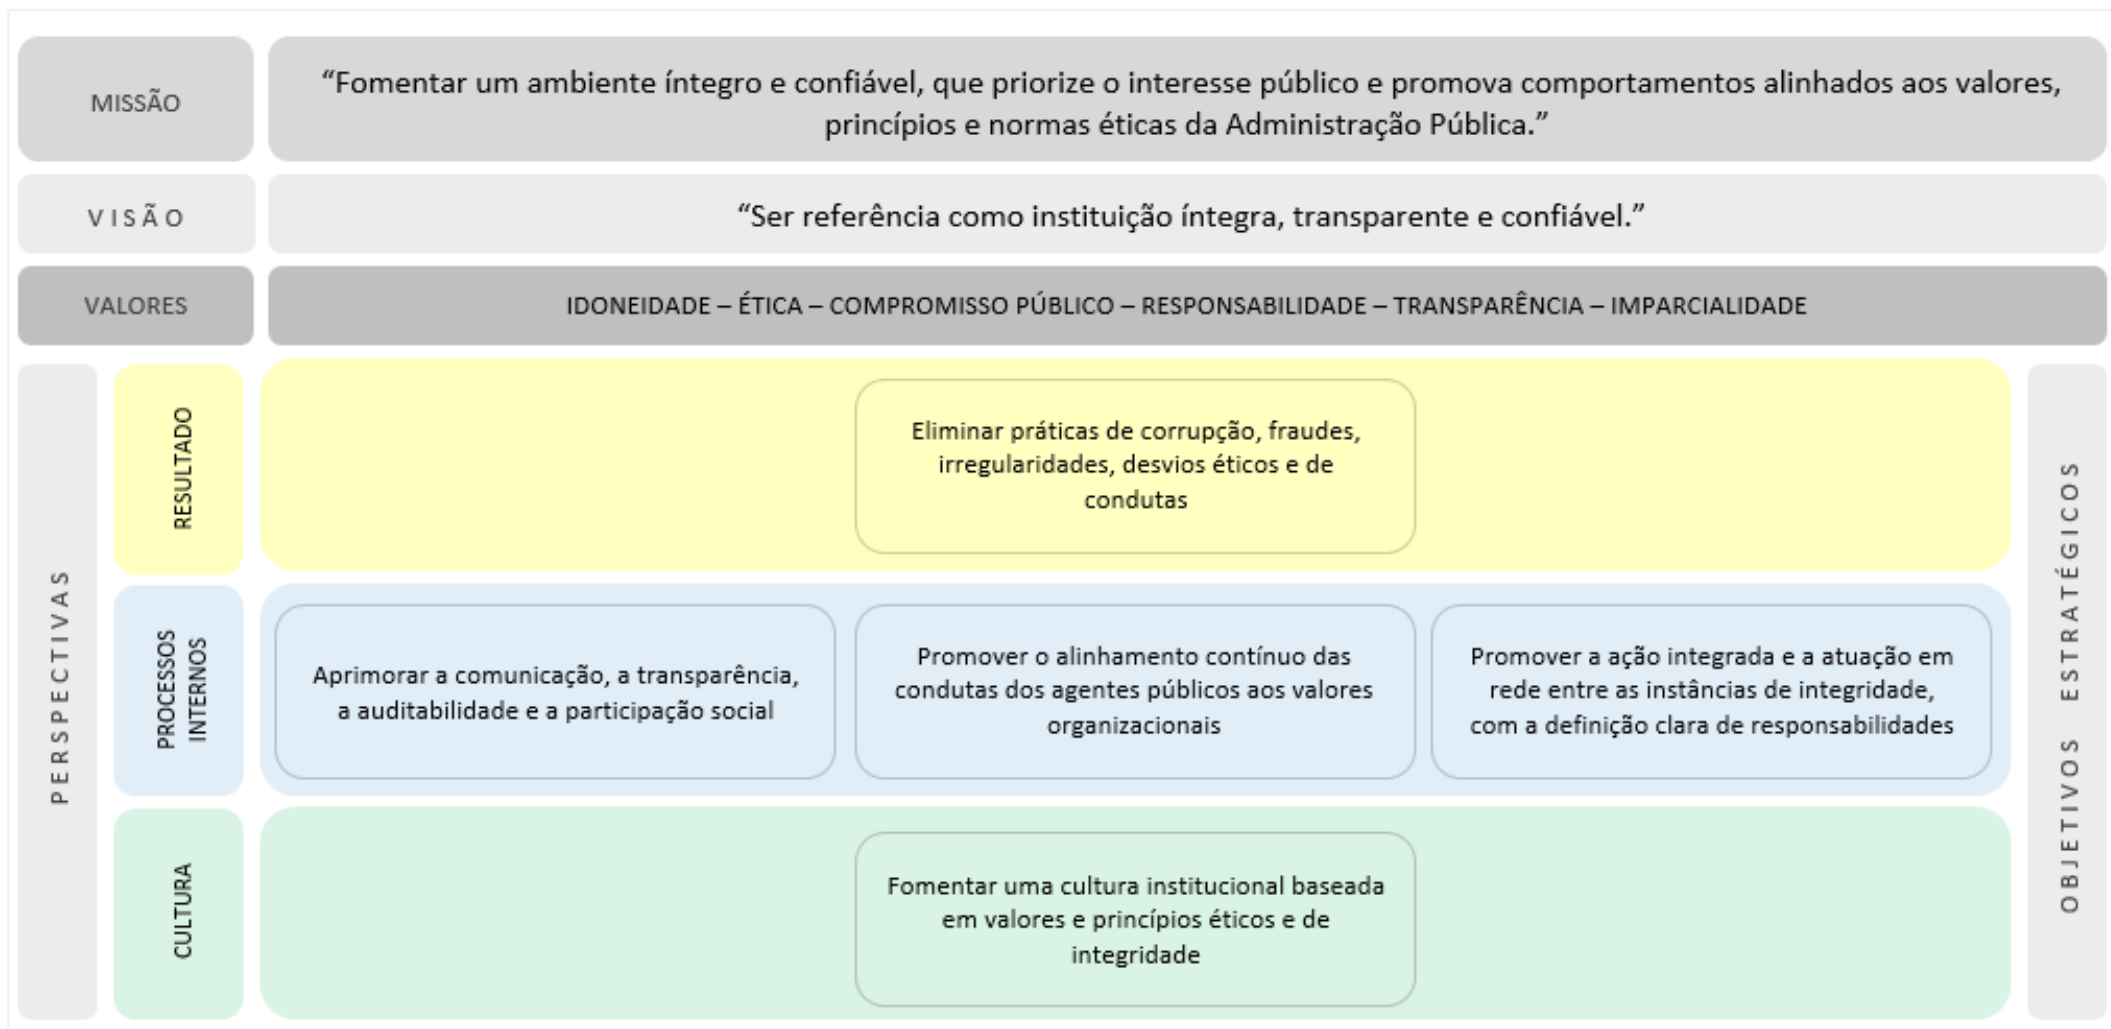 MISSÃO
“Fomentar um ambiente íntegro e confiável, que priorize o interesse público e promova comportamentos alinhados aos valores,
princípios e normas éticas da Administração Pública.”
VISÃO
“Ser referência como instituição íntegra, transparente e confiável.”
VALORES
IDONEIDADE – ÉTICA – COMPROMISSO PÚBLICO – RESPONSABILIDADE – TRANSPARÊNCIA – IMPARCIALIDADE
PERSPECTIVAS
RESULTADO
Eliminar práticas de corrupção, fraudes,
irregularidades, desvios éticos e de
condutas
PROCESSOS
INTERNOS
Aprimorar a comunicação, a transparência,
a auditabilidade e a participação social
Promover o alinhamento contínuo das
condutas dos agentes públicos aos valores
organizacionais
Promover a ação integrada e a atuação em
rede entre as instâncias de integridade,
com a definição clara de responsabilidades
CULTURA
Fomentar uma cultura institucional baseada
em valores e princípios éticos e de
integridade
OBJETIVOS ESTRATÉGICOS